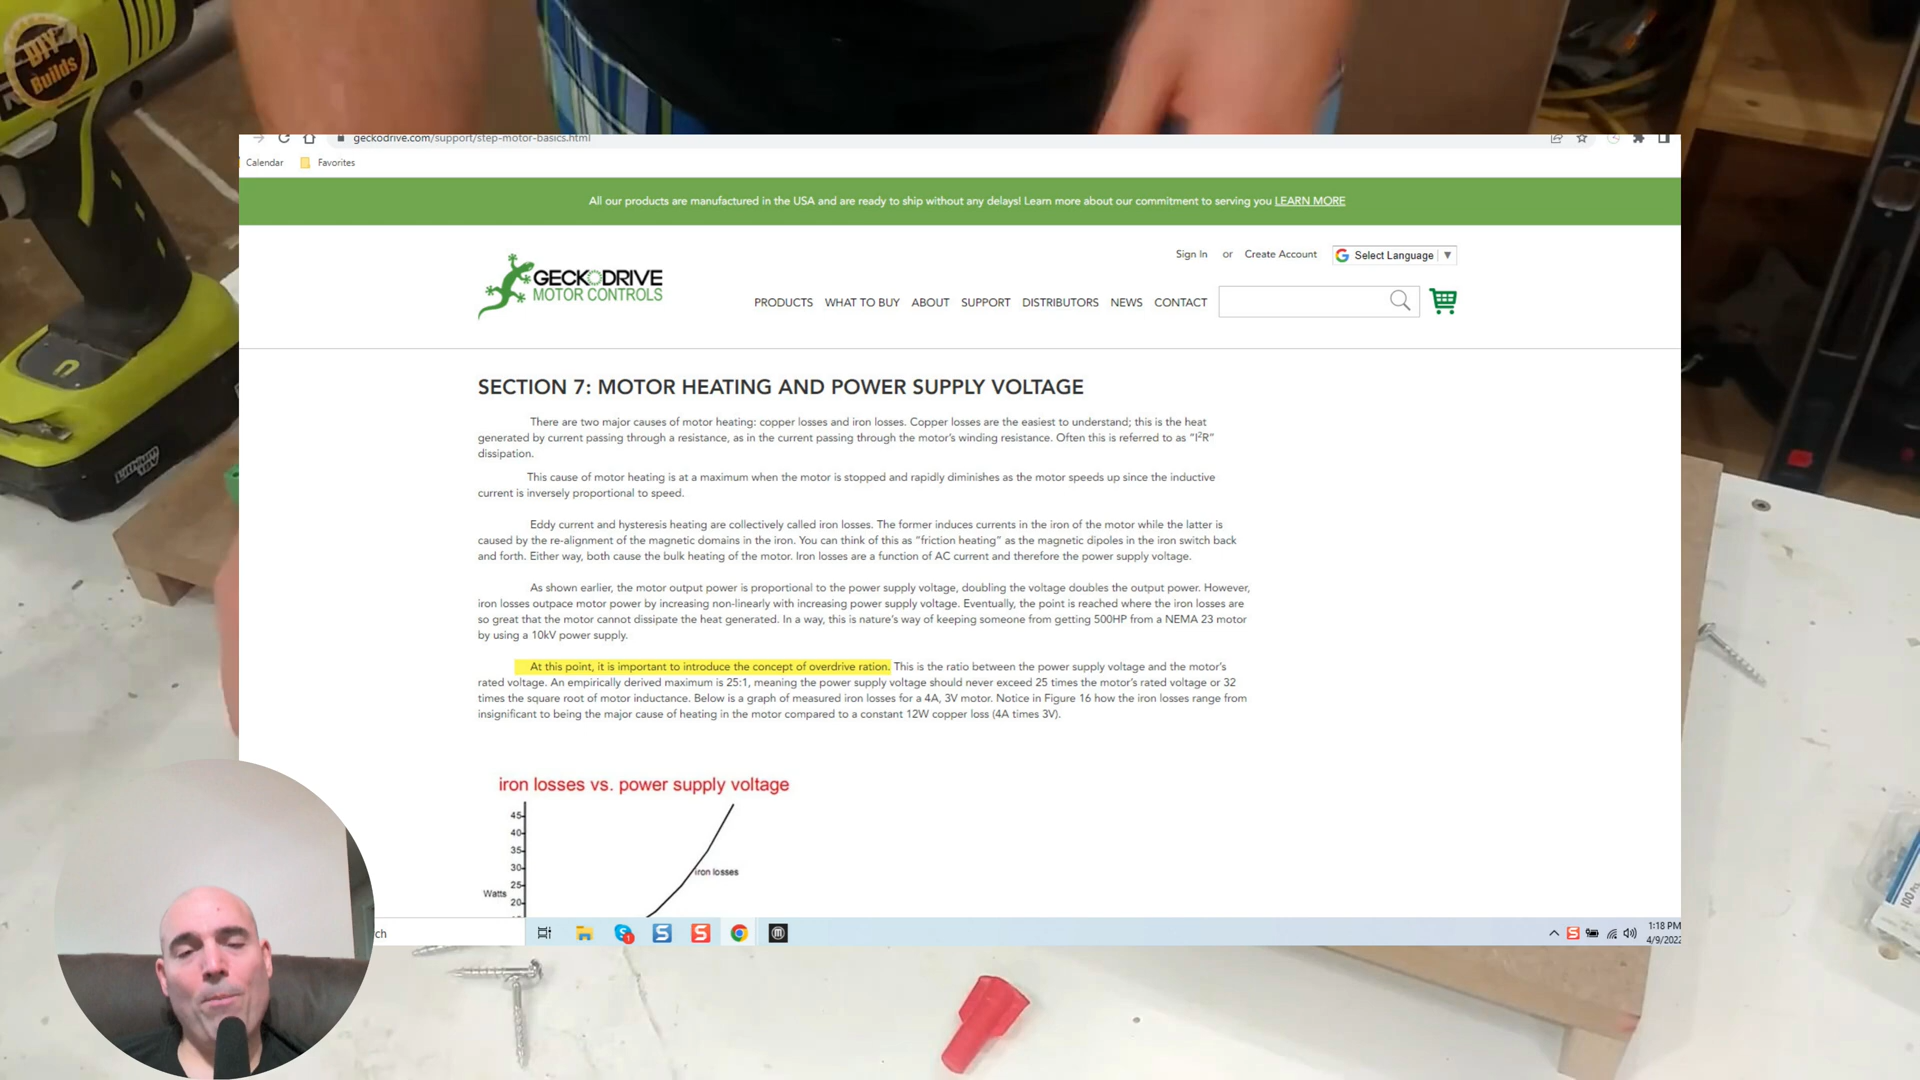 DIY
Builds
geckodrive.com/support/step-motor-basics.html
Calendar Favorites
All our products are manufactured in the USA and are ready to ship without any delays! Learn more about our commitment to serving you LEARN MORE
Sign In or Create Account Select Language
GECKODRIVE
MOTOR CONTROLS
PRODUCTS WHAT TO BUY ABOUT SUPPORT DISTRIBUTORS NEWS CONTACT
SECTION 7: MOTOR HEATING AND POWER SUPPLY VOLTAGE
There are two major causes of motor heating: copper losses and iron losses. Copper losses are the easiest to understand; this is the heat
generated by current passing through a resistance, as in the current passing through the motor's winding resistance. Often this is referred to as "I²R"
dissipation.
This cause of motor heating is at a maximum when the motor is stopped and rapidly diminishes as the motor speeds up since the inductive
current is inversely proportional to speed.
Eddy current and hysteresis heating are collectively called iron losses. The former induces currents in the iron of the motor while the latter is
caused by the re-alignment of the magnetic domains in the iron. You can think of this as "friction heating" as the magnetic dipoles in the iron switch back
and forth. Either way, both cause the bulk heating of the motor. Iron losses are a function of AC current and therefore the power supply voltage.
As shown earlier, the motor output power is proportional to the power supply voltage, doubling the voltage doubles the output power. However,
iron losses outpace motor power by increasing non-linearly with increasing power supply voltage. Eventually, the point is reached where the iron losses are
so great that the motor cannot dissipate the heat generated. In a way, this is nature's way of keeping someone from getting 500HP from a NEMA 23 motor
by using a 10kV power supply.
At this point, it is important to introduce the concept of overdrive ration. This is the ratio between the power supply voltage and the motor's
rated voltage. An empirically derived maximum is 25:1, meaning the power supply voltage should never exceed 25 times the motor's rated voltage or 32
times the square root of motor inductance. Below is a graph of measured iron losses for a 4A, 3V motor. Notice in Figure 16 how the iron losses range from
insignificant to being the major cause of heating in the motor compared to a constant 12W copper loss (4A times 3V).
iron losses vs. power supply voltage
45
40
35
30
iron losses
25
Watts
20
ch
1
1:18 PM
4/9/2022
Lithium
18V
100 Pcs